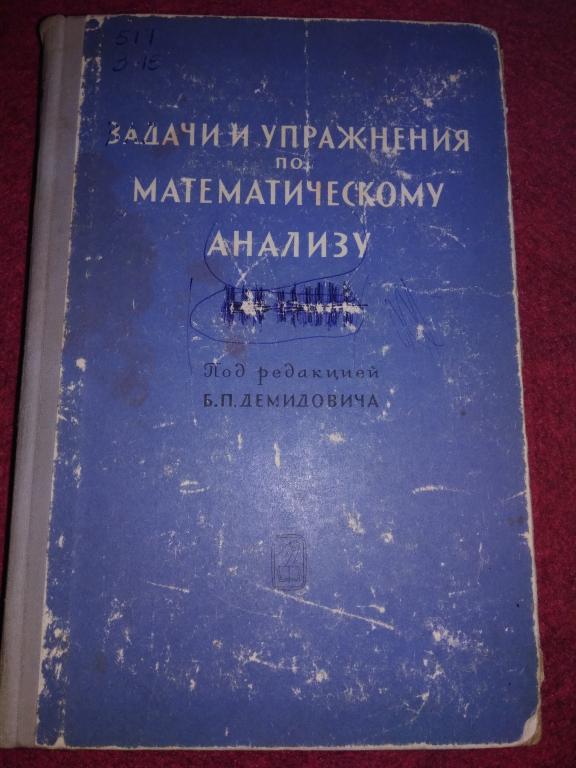 511
З-15
ЗАДАЧИ И УПРАЖНЕНИЯ
ПО
МАТЕМАТИЧЕСКОМУ
АНАЛИЗУ
Под редакцией
Б.П.ДЕМИДОВИЧА